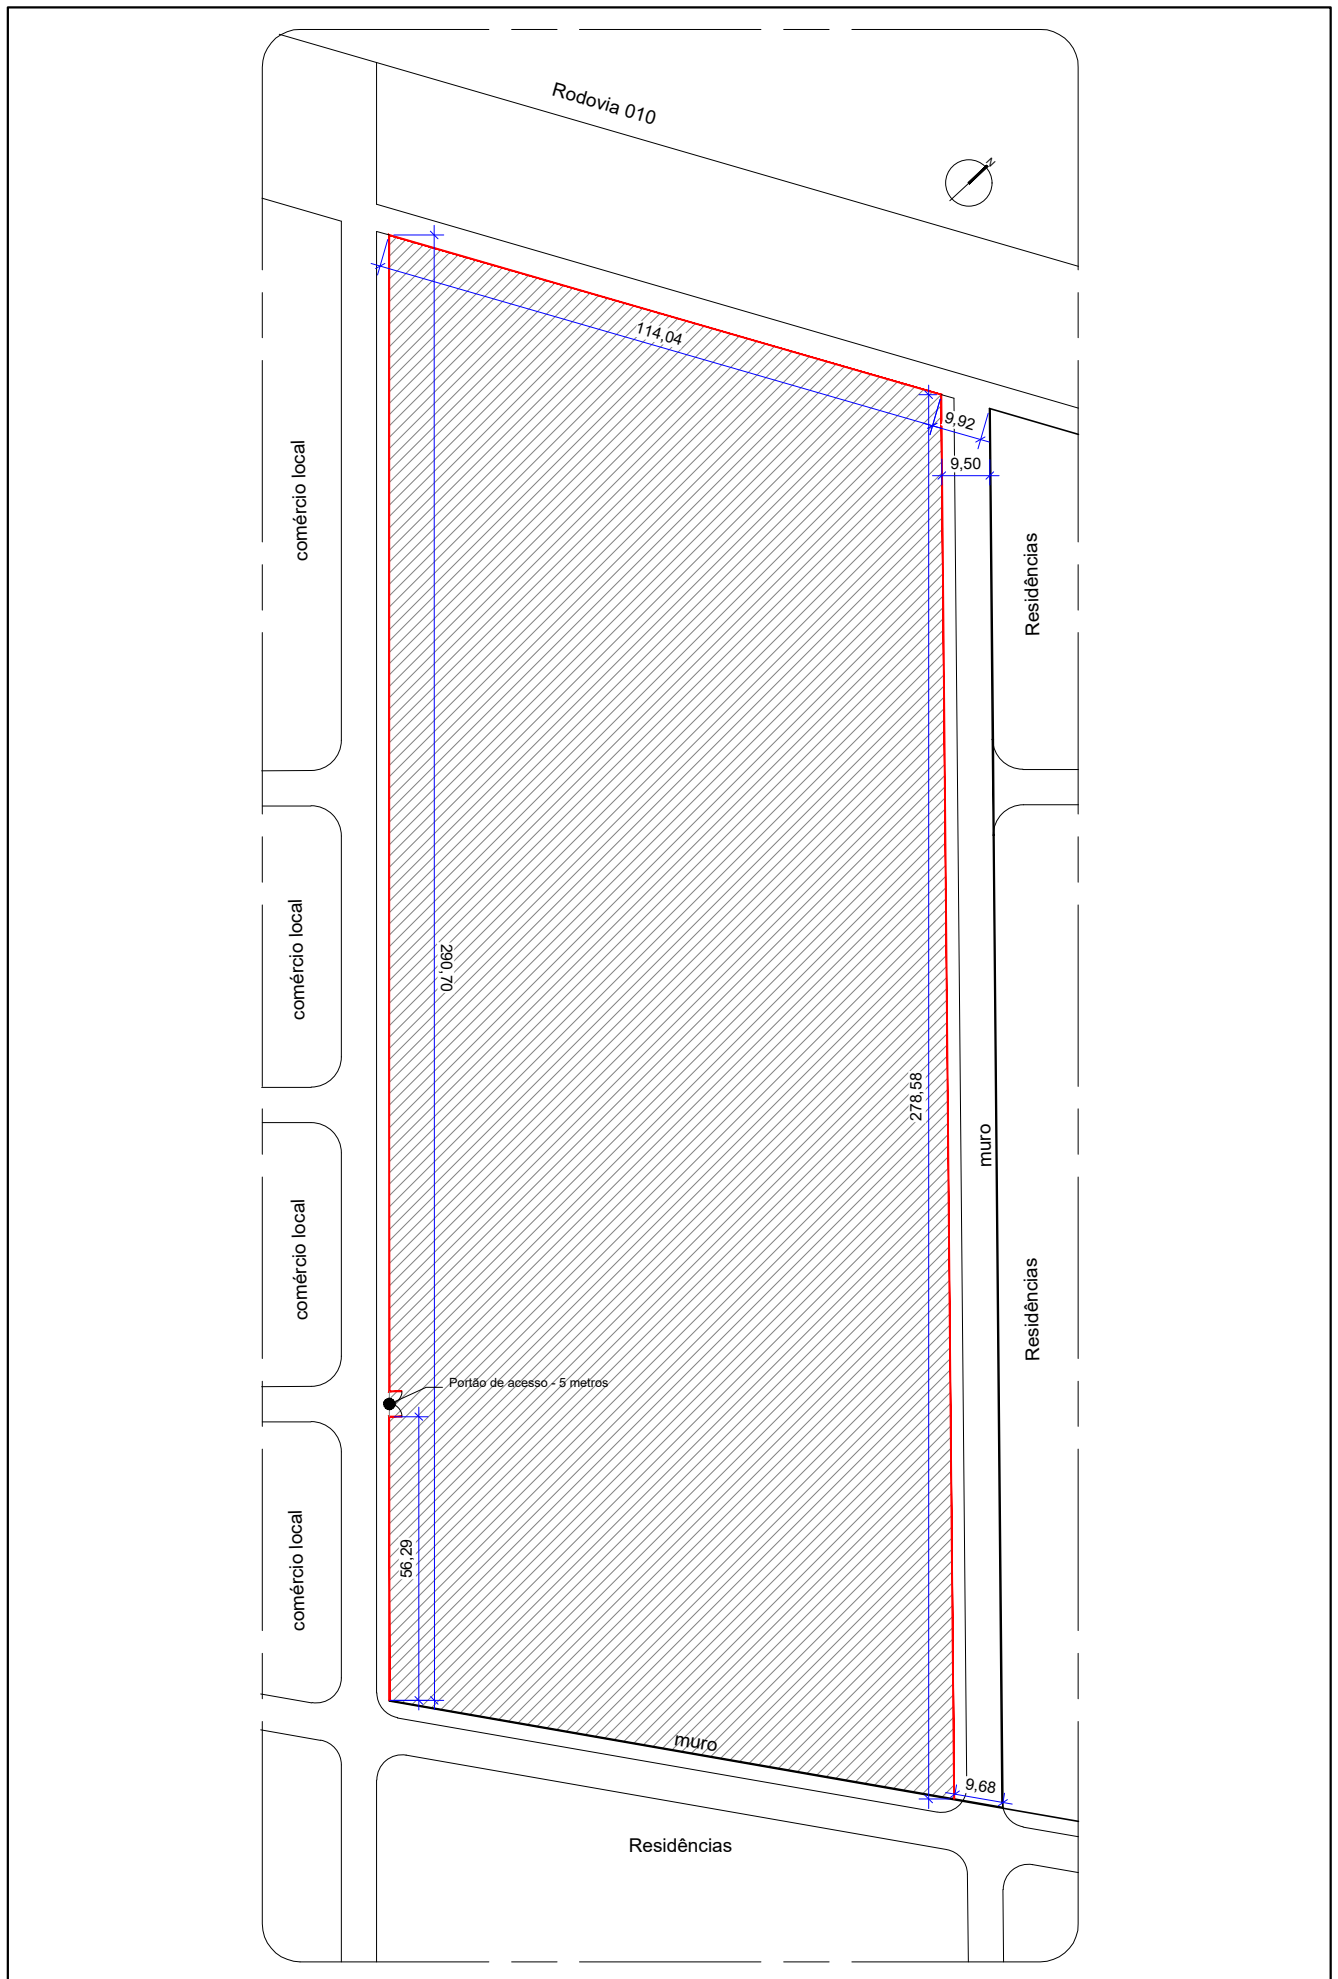 Rodovia 010
N
114,04
9,92
9,50
comércio local
Residências
comércio local
290,70
278,58
muro
comércio local
Residências
Portão de acesso - 5 metros
56,29
comércio local
muro
9,68
Residências